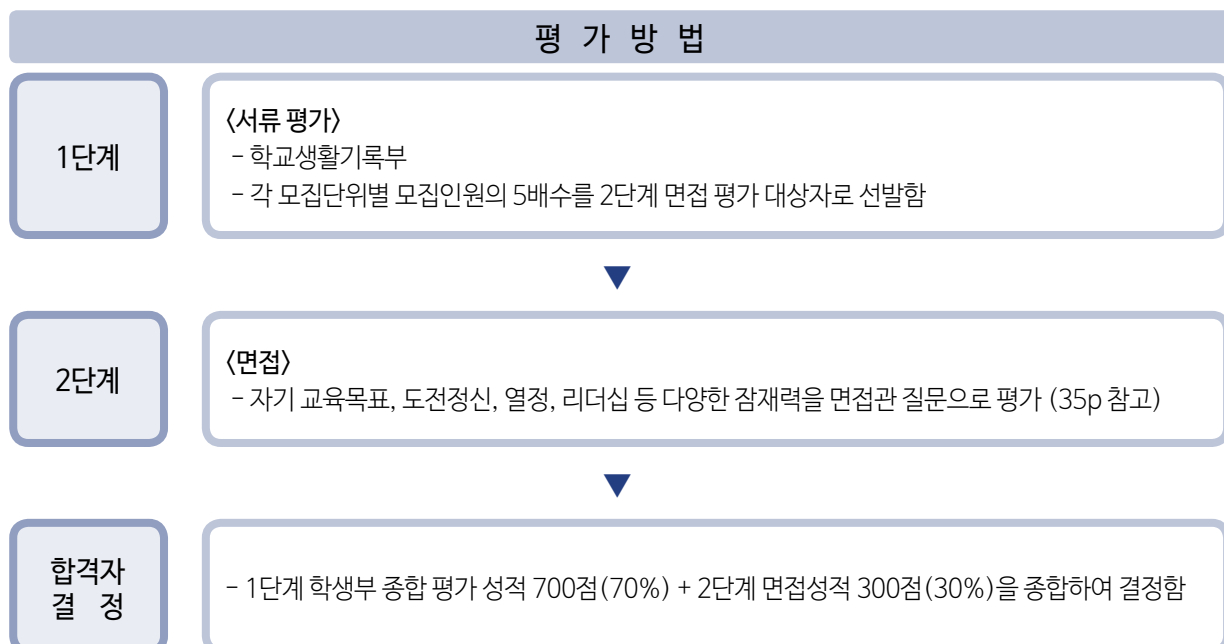 평 가 방 법
1단계
〈서류 평가〉
- 학교생활기록부
- 각 모집단위별 모집인원의 5배수를 2단계 면접 평가 대상자로 선발함
2단계
〈면접〉
- 자기 교육목표, 도전정신, 열정, 리더십 등 다양한 잠재력을 면접관 질문으로 평가 (35p 참고)
합격자
결 정
- 1단계 학생부 종합 평가 성적 700점(70%) + 2단계 면접성적 300점(30%)을 종합하여 결정함